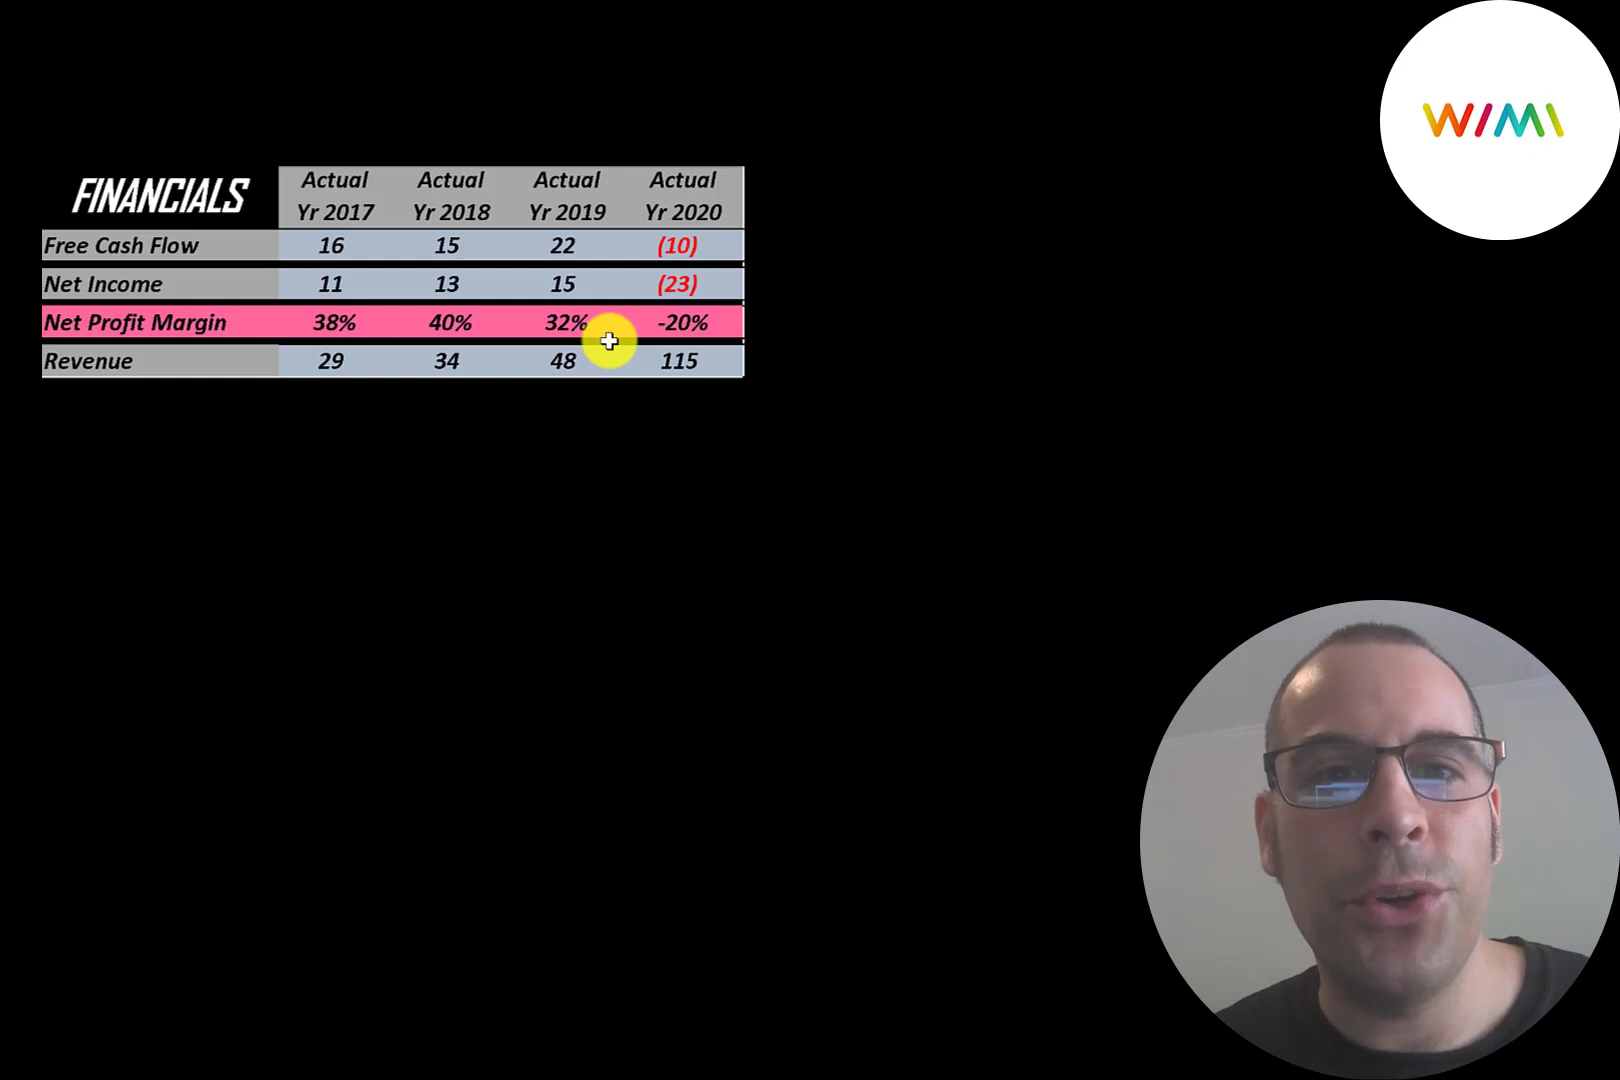 WIMI
FINANCIALS Actual Actual Actual Actual
Yr 2017 Yr 2018 Yr 2019 Yr 2020
Free Cash Flow 16 15 22 (10)
Net Income 11 13 15 (23)
Net Profit Margin 38% 40% 32% -20%
Revenue 29 34 48 115